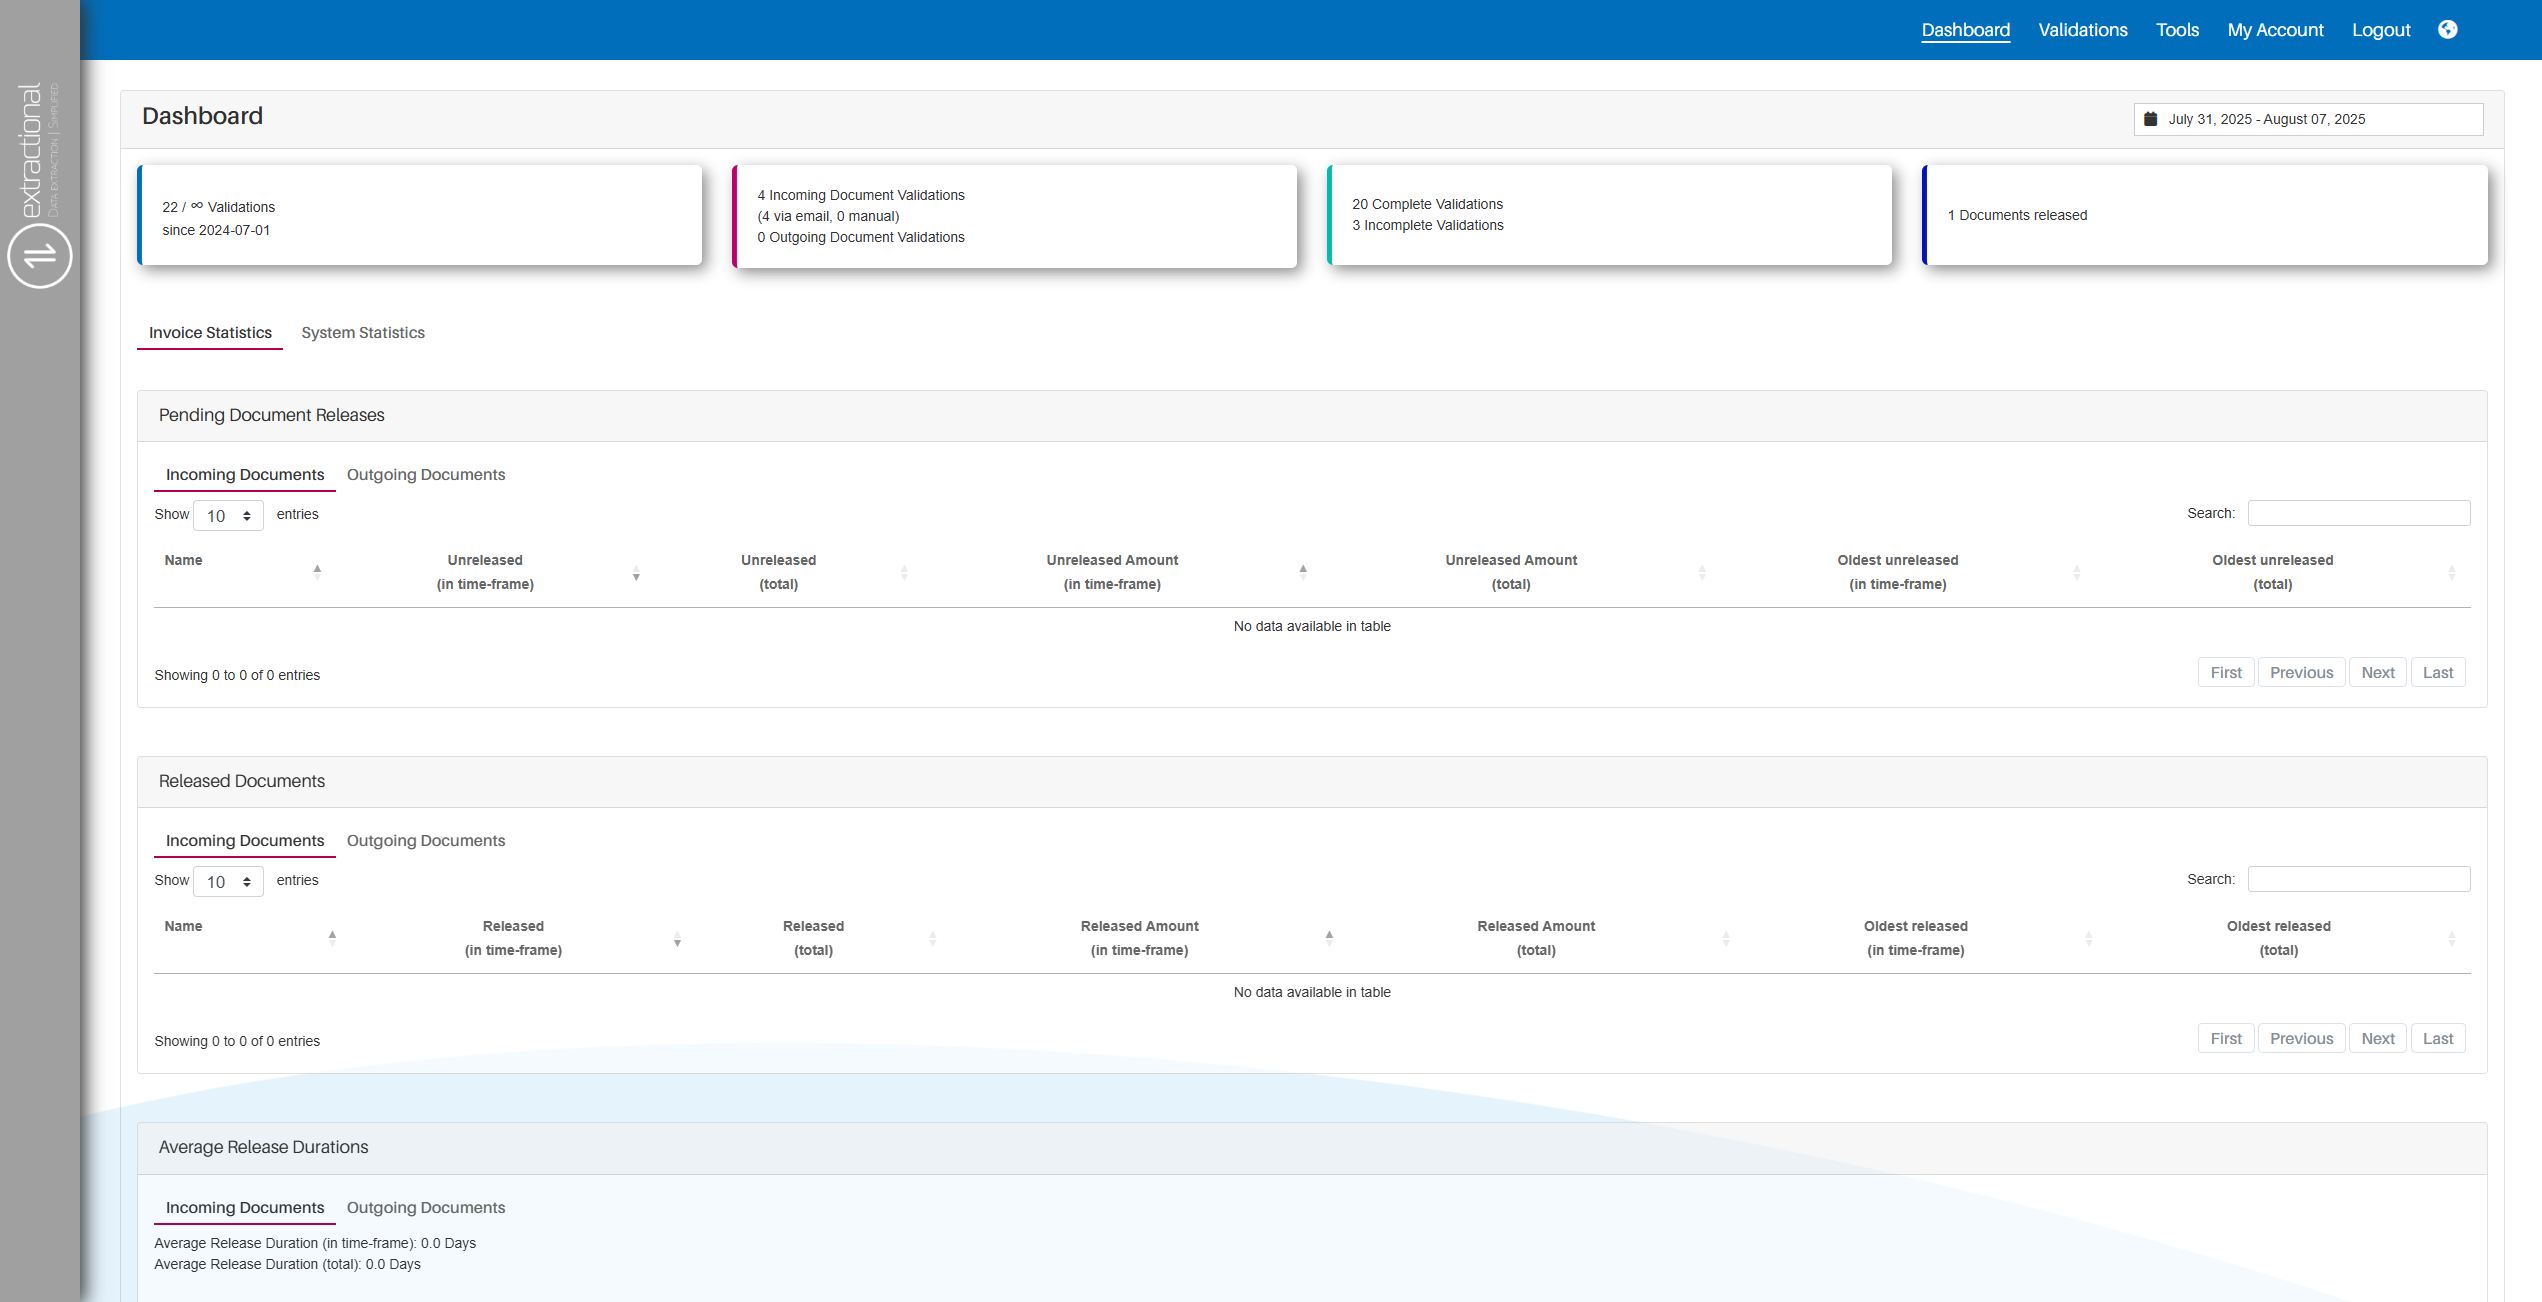 extractional
DATA EXTRACTION | SIMPLIFIED
Dashboard Validations Tools My Account Logout
Dashboard
July 31, 2025 - August 07, 2025
22 / ∞ Validations
since 2024-07-01
4 Incoming Document Validations
(4 via email, 0 manual)
0 Outgoing Document Validations
20 Complete Validations
3 Incomplete Validations
1 Documents released
Invoice Statistics System Statistics
Pending Document Releases
Incoming Documents Outgoing Documents
Show 10 entries Search:
Name Unreleased Unreleased Unreleased Amount Unreleased Amount Oldest unreleased Oldest unreleased
(in time-frame) (total) (in time-frame) (total) (in time-frame) (total)
No data available in table
Showing 0 to 0 of 0 entries First Previous Next Last
Released Documents
Incoming Documents Outgoing Documents
Show 10 entries Search:
Name Released Released Released Amount Released Amount Oldest released Oldest released
(in time-frame) (total) (in time-frame) (total) (in time-frame) (total)
No data available in table
Showing 0 to 0 of 0 entries First Previous Next Last
Average Release Durations
Incoming Documents Outgoing Documents
Average Release Duration (in time-frame): 0.0 Days
Average Release Duration (total): 0.0 Days